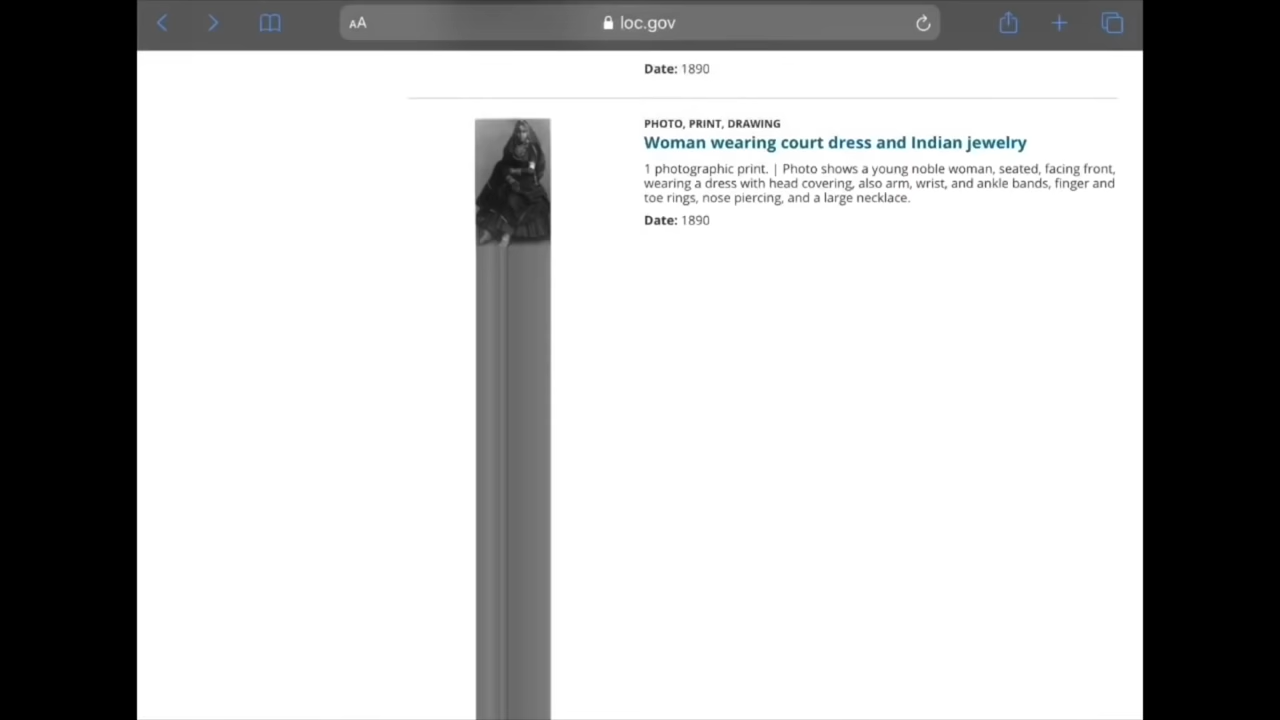 AA
loc.gov
Date: 1890
PHOTO, PRINT, DRAWING
Woman wearing court dress and Indian jewelry
1 photographic print. | Photo shows a young noble woman, seated, facing front,
wearing a dress with head covering, also arm, wrist, and ankle bands, finger and
toe rings, nose piercing, and a large necklace.
Date: 1890